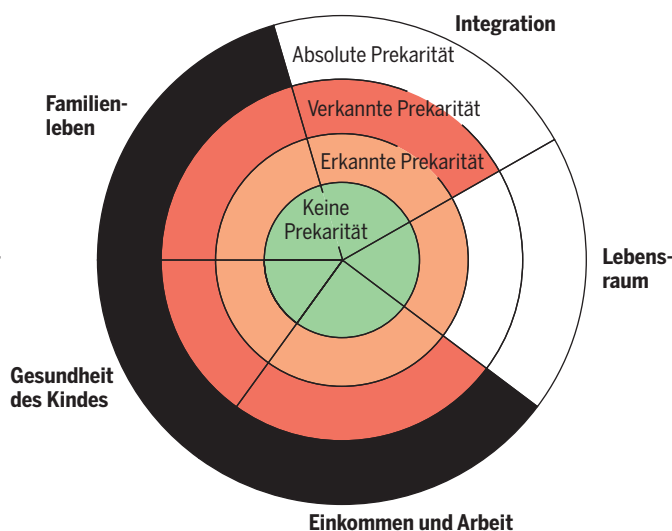 Integration
Absolute Prekarität
Familien-
leben
Verkannte Prekarität
Erkannte Prekarität
Keine
Prekarität
Lebens-
raum
Gesundheit
des Kindes
Einkommen und Arbeit